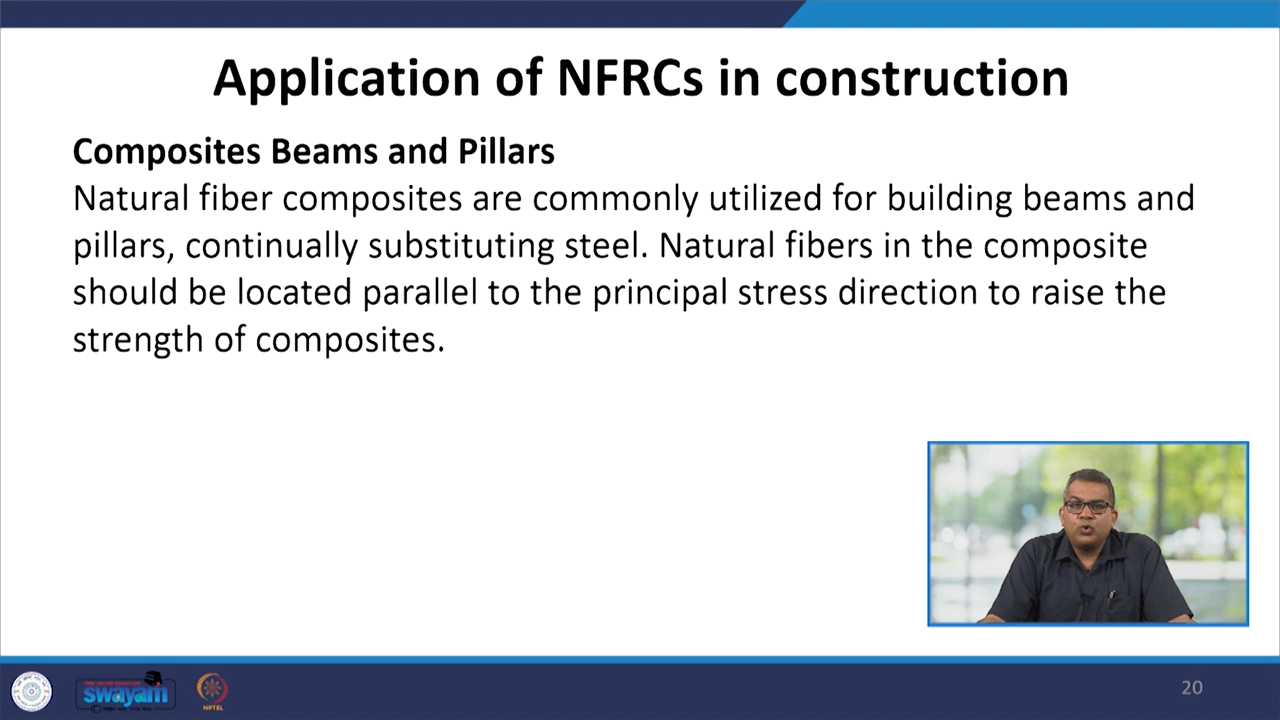 Application of NFRCs in construction
Composites Beams and Pillars
Natural fiber composites are commonly utilized for building beams and
pillars, continually substituting steel. Natural fibers in the composite
should be located parallel to the principal stress direction to raise the
strength of composites.
swayam
NPTEL
20